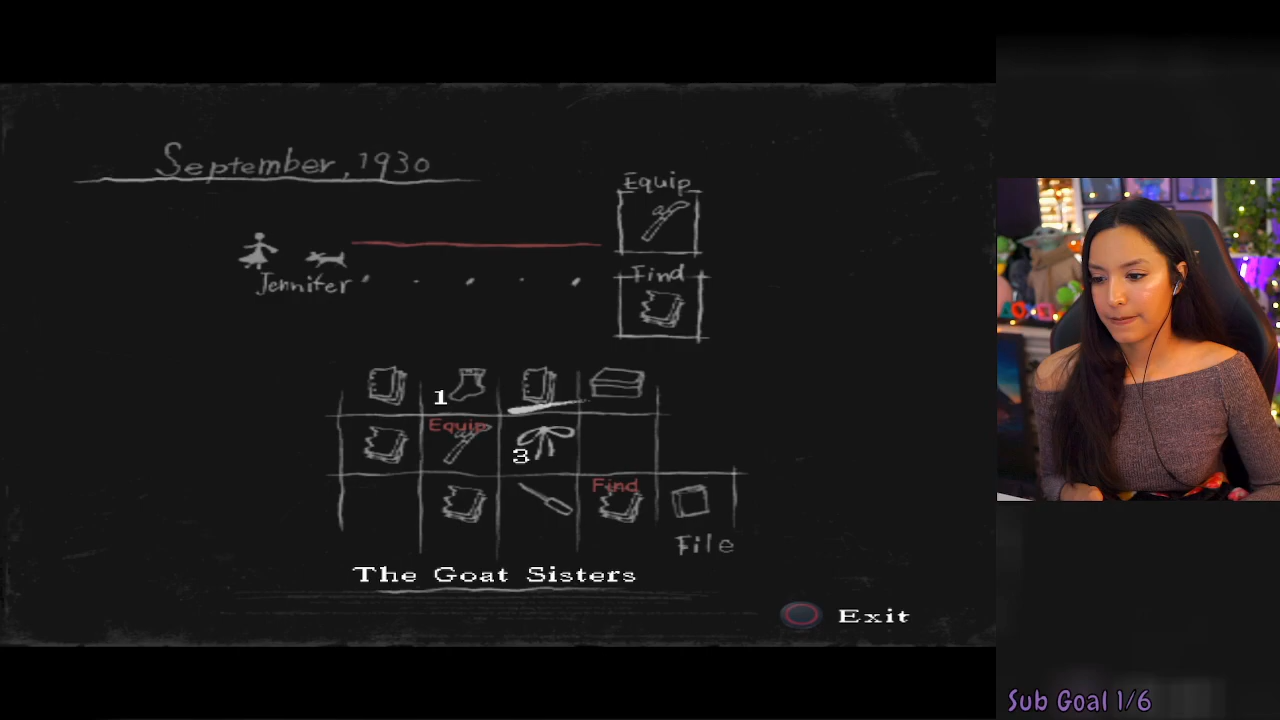 September, 1930
Equip
Jennifer
Find
1
Equip
3
Find
File
The Goat Sisters
Exit
Sub Goal 1/6